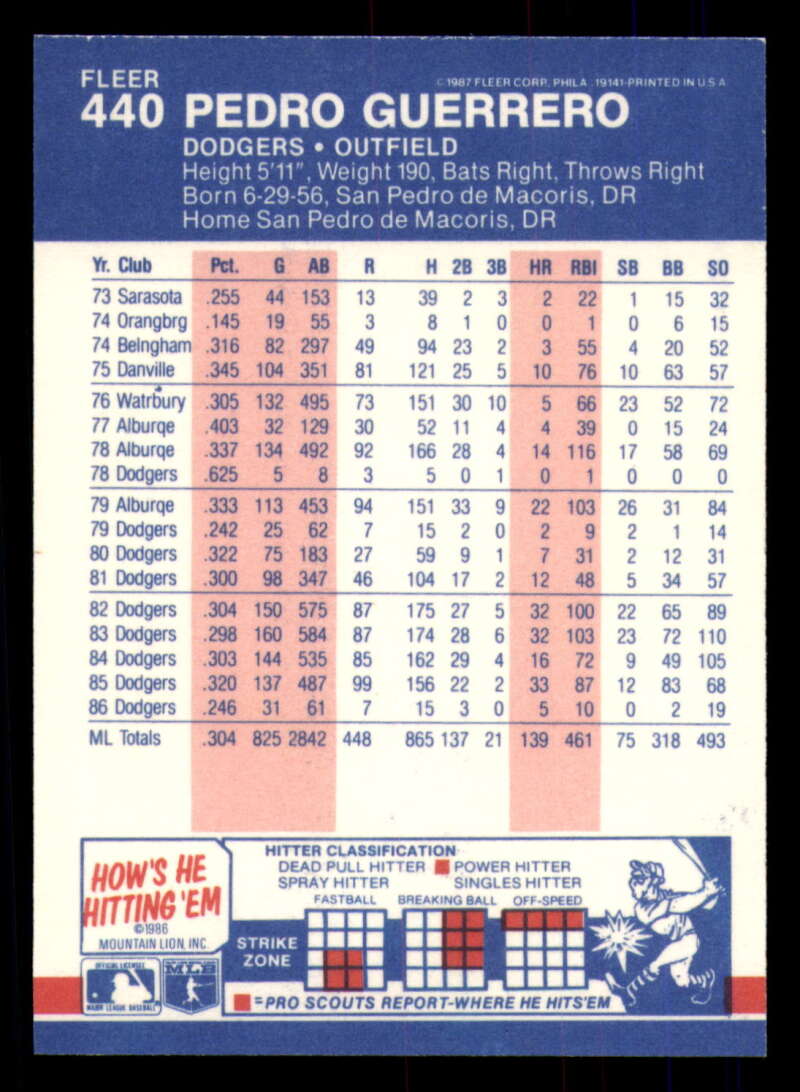 FLEER
©1987 FLEER CORP., PHILA. 19141-PRINTED IN U.S.A.
440 PEDRO GUERRERO
DODGERS • OUTFIELD
Height 5'11", Weight 190, Bats Right, Throws Right
Born 6-29-56, San Pedro de Macoris, DR
Home San Pedro de Macoris, DR
Yr. Club Pct. G AB R H 2B 3B HR RBI SB BB SO
73 Sarasota .255 44 153 13 39 2 3 2 22 1 15 32
74 Orangbrg .145 19 55 3 8 1 0 0 1 0 6 15
74 Belngham .316 82 297 49 94 23 2 3 55 4 20 52
75 Danville .345 104 351 81 121 25 5 10 76 10 63 57
76 Watrbury .305 132 495 73 151 30 10 5 66 23 52 72
77 Alburqe .403 32 129 30 52 11 4 4 39 0 15 24
78 Alburqe .337 134 492 92 166 28 4 14 116 17 58 69
78 Dodgers .625 5 8 3 5 0 1 0 1 0 0 0
79 Alburqe .333 113 453 94 151 33 9 22 103 26 31 84
79 Dodgers .242 25 62 7 15 2 0 2 9 2 1 14
80 Dodgers .322 75 183 27 59 9 1 7 31 2 12 31
81 Dodgers .300 98 347 46 104 17 2 12 48 5 34 57
82 Dodgers .304 150 575 87 175 27 5 32 100 22 65 89
83 Dodgers .298 160 584 87 174 28 6 32 103 23 72 110
84 Dodgers .303 144 535 85 162 29 4 16 72 9 49 105
85 Dodgers .320 137 487 99 156 22 2 33 87 12 83 68
86 Dodgers .246 31 61 7 15 3 0 5 10 0 2 19
ML Totals .304 825 2842 448 865 137 21 139 461 75 318 493
HOW'S HE
HITTING 'EM
©1986
MOUNTAIN LION, INC.
HITTER CLASSIFICATION:
DEAD PULL HITTER POWER HITTER
SPRAY HITTER SINGLES HITTER
FASTBALL BREAKING BALL OFF-SPEED
STRIKE
ZONE
=PRO SCOUTS REPORT-WHERE HE HITS'EM
OFFICIAL LICENSEE
MAJOR LEAGUE BASEBALL
MLB